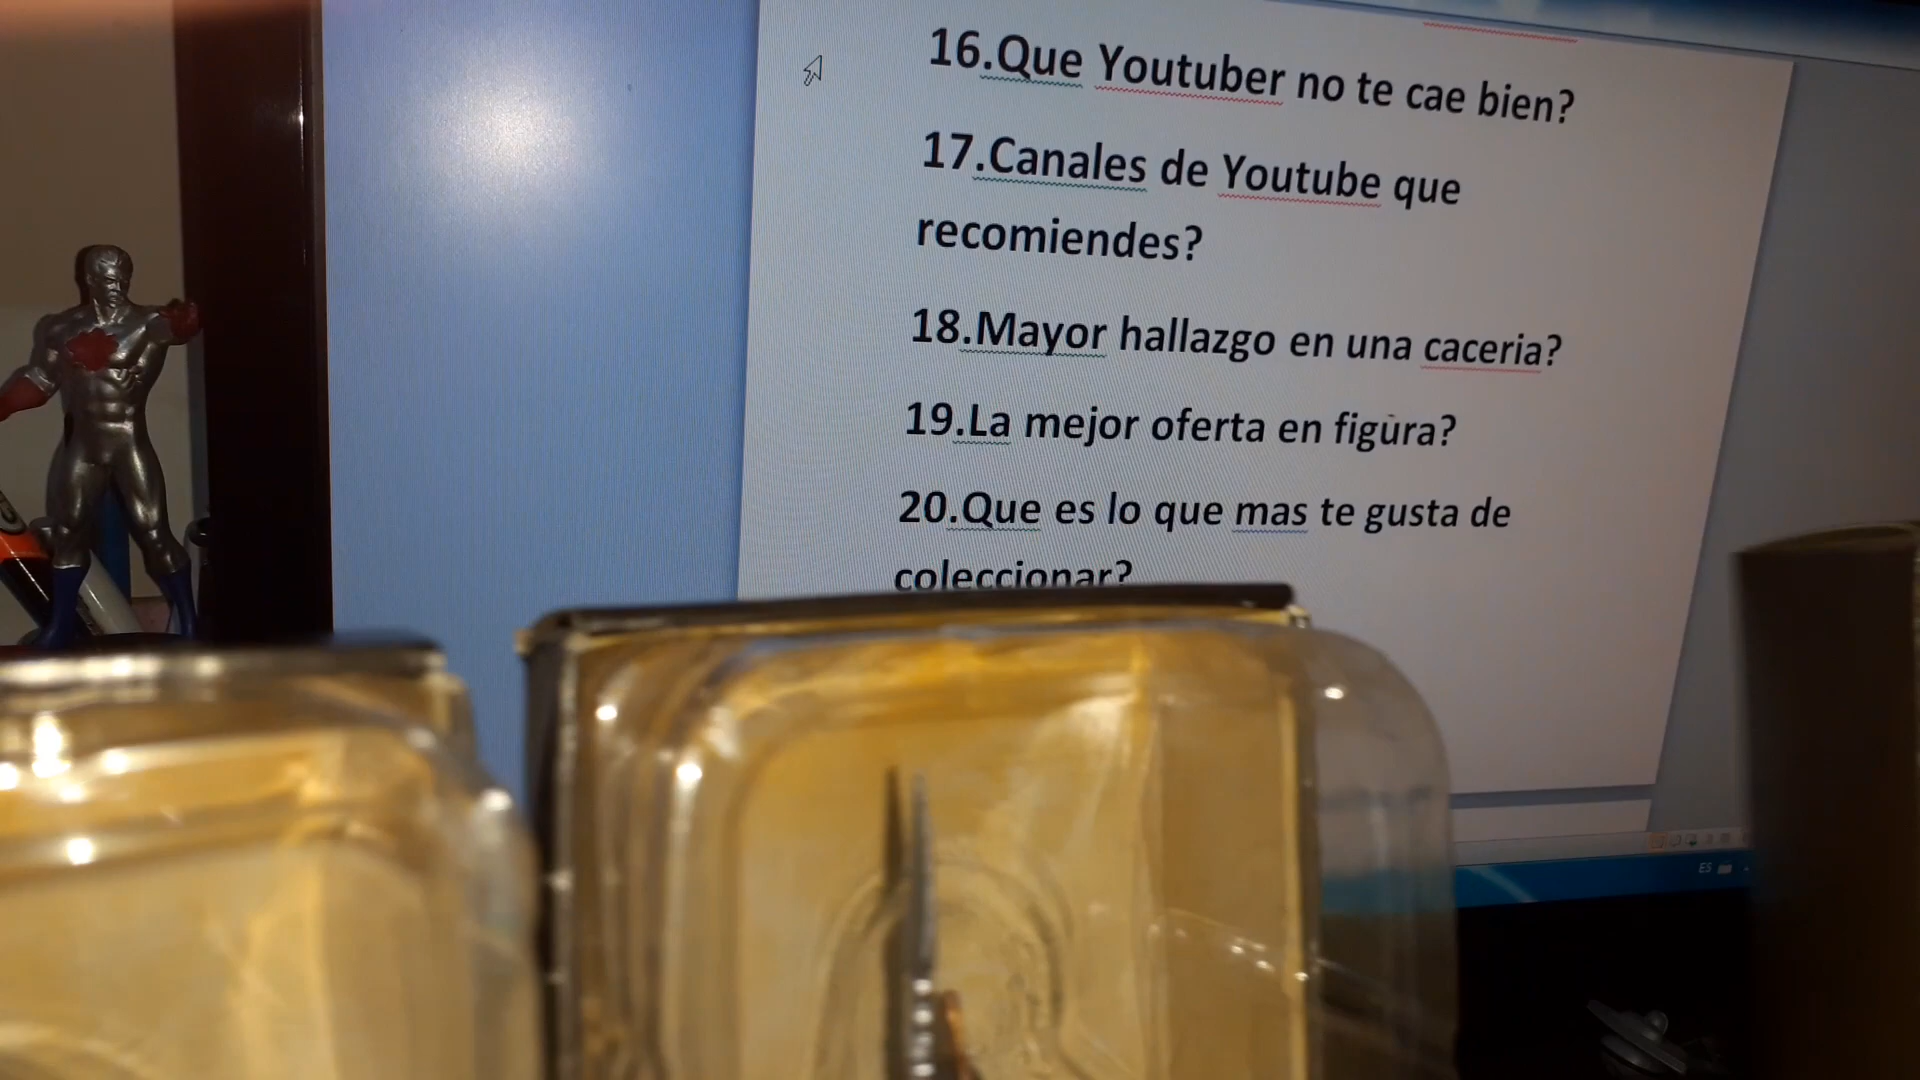 16.Que Youtuber no te cae bien?
17.Canales de Youtube que
recomiendes?
18.Mayor hallazgo en una caceria?
19.La mejor oferta en figura?
20.Que es lo que mas te gusta de
coleccionar?
ES